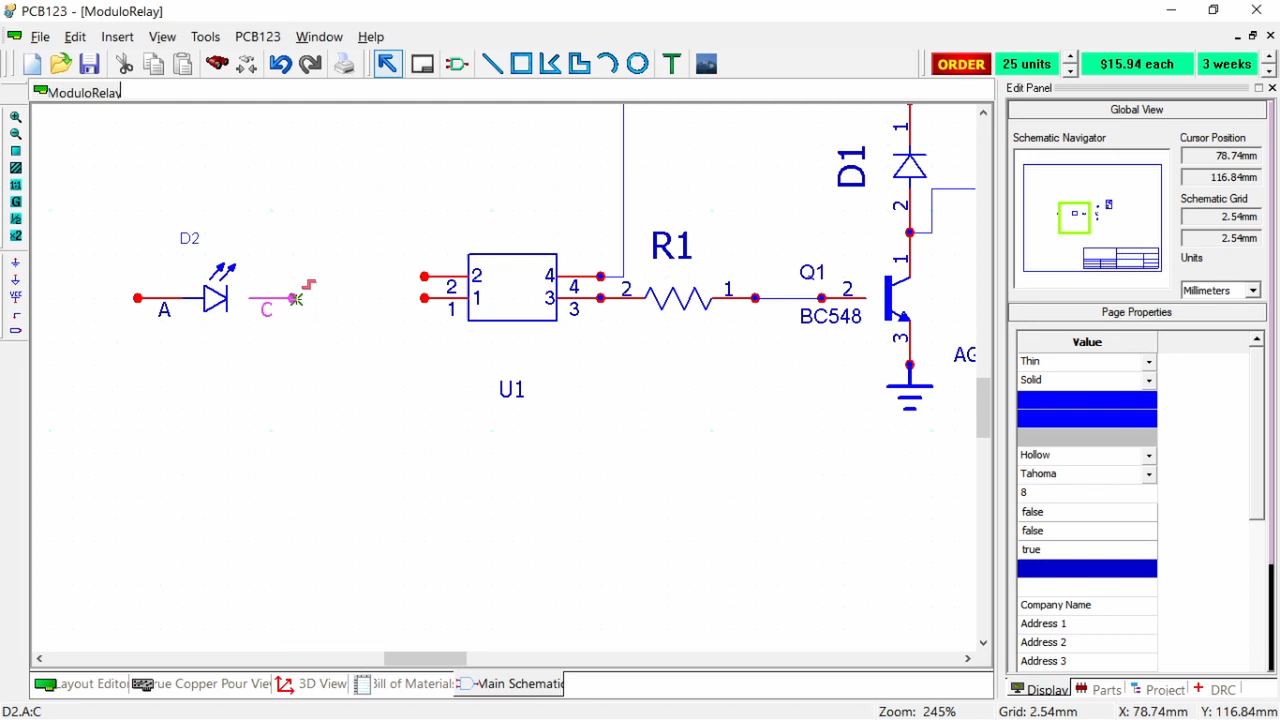 PCB123 - [ModuloRelay]
File Edit Insert View Tools PCB123 Window Help
ORDER 25 units $15.94 each 3 weeks
ModuloRelay
Edit Panel
Global View
Schematic Navigator
Cursor Position
78.74mm
116.84mm
Schematic Grid
2.54mm
2.54mm
Units
Millimeters
Page Properties
Value
Thin
Solid
Hollow
Tahoma
8
false
false
true
Company Name
Address 1
Address 2
Address 3
Display Parts Project DRC
D2
A
C
2
2
1
1
4
4
3
3
U1
R1
2
1
Q1
2
BC548
D1
1
2
1
3
AG
Layout Editor True Copper Pour View 3D View Bill of Materials Main Schematic
D2.A:C
Zoom: 245% Grid: 2.54mm X: 78.74mm Y: 116.84mm